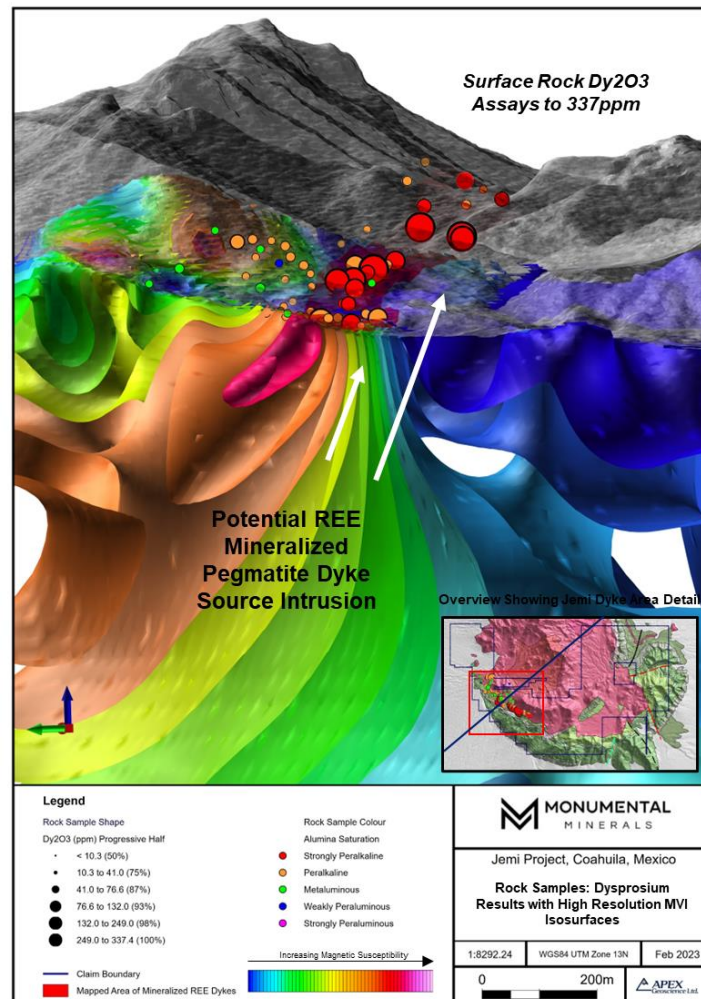 Surface Rock Dy2O3
Assays to 337ppm
Potential REE
Mineralized
Pegmatite Dyke
Source Intrusion
Overview Showing Jemi Dyke Area Detail
Legend
Rock Sample Shape
Dy2O3 (ppm) Progressive Half
< 10.3 (50%)
10.3 to 41.0 (75%)
41.0 to 76.6 (87%)
76.6 to 132.0 (93%)
132.0 to 249.0 (98%)
249.0 to 337.4 (100%)
Claim Boundary
Mapped Area of Mineralized REE Dykes
Rock Sample Colour
Alumina Saturation
Strongly Peralkaline
Peralkaline
Metaluminous
Weakly Peraluminous
Strongly Peraluminous
Increasing Magnetic Susceptibility
MONUMENTAL
MINERALS
Jemi Project, Coahuila, Mexico
Rock Samples: Dysprosium
Results with High Resolution MVI
Isosurfaces
1:8292.24
WGS84 UTM Zone 13N
Feb 2023
0 200m
APEX
Geoscience Ltd.